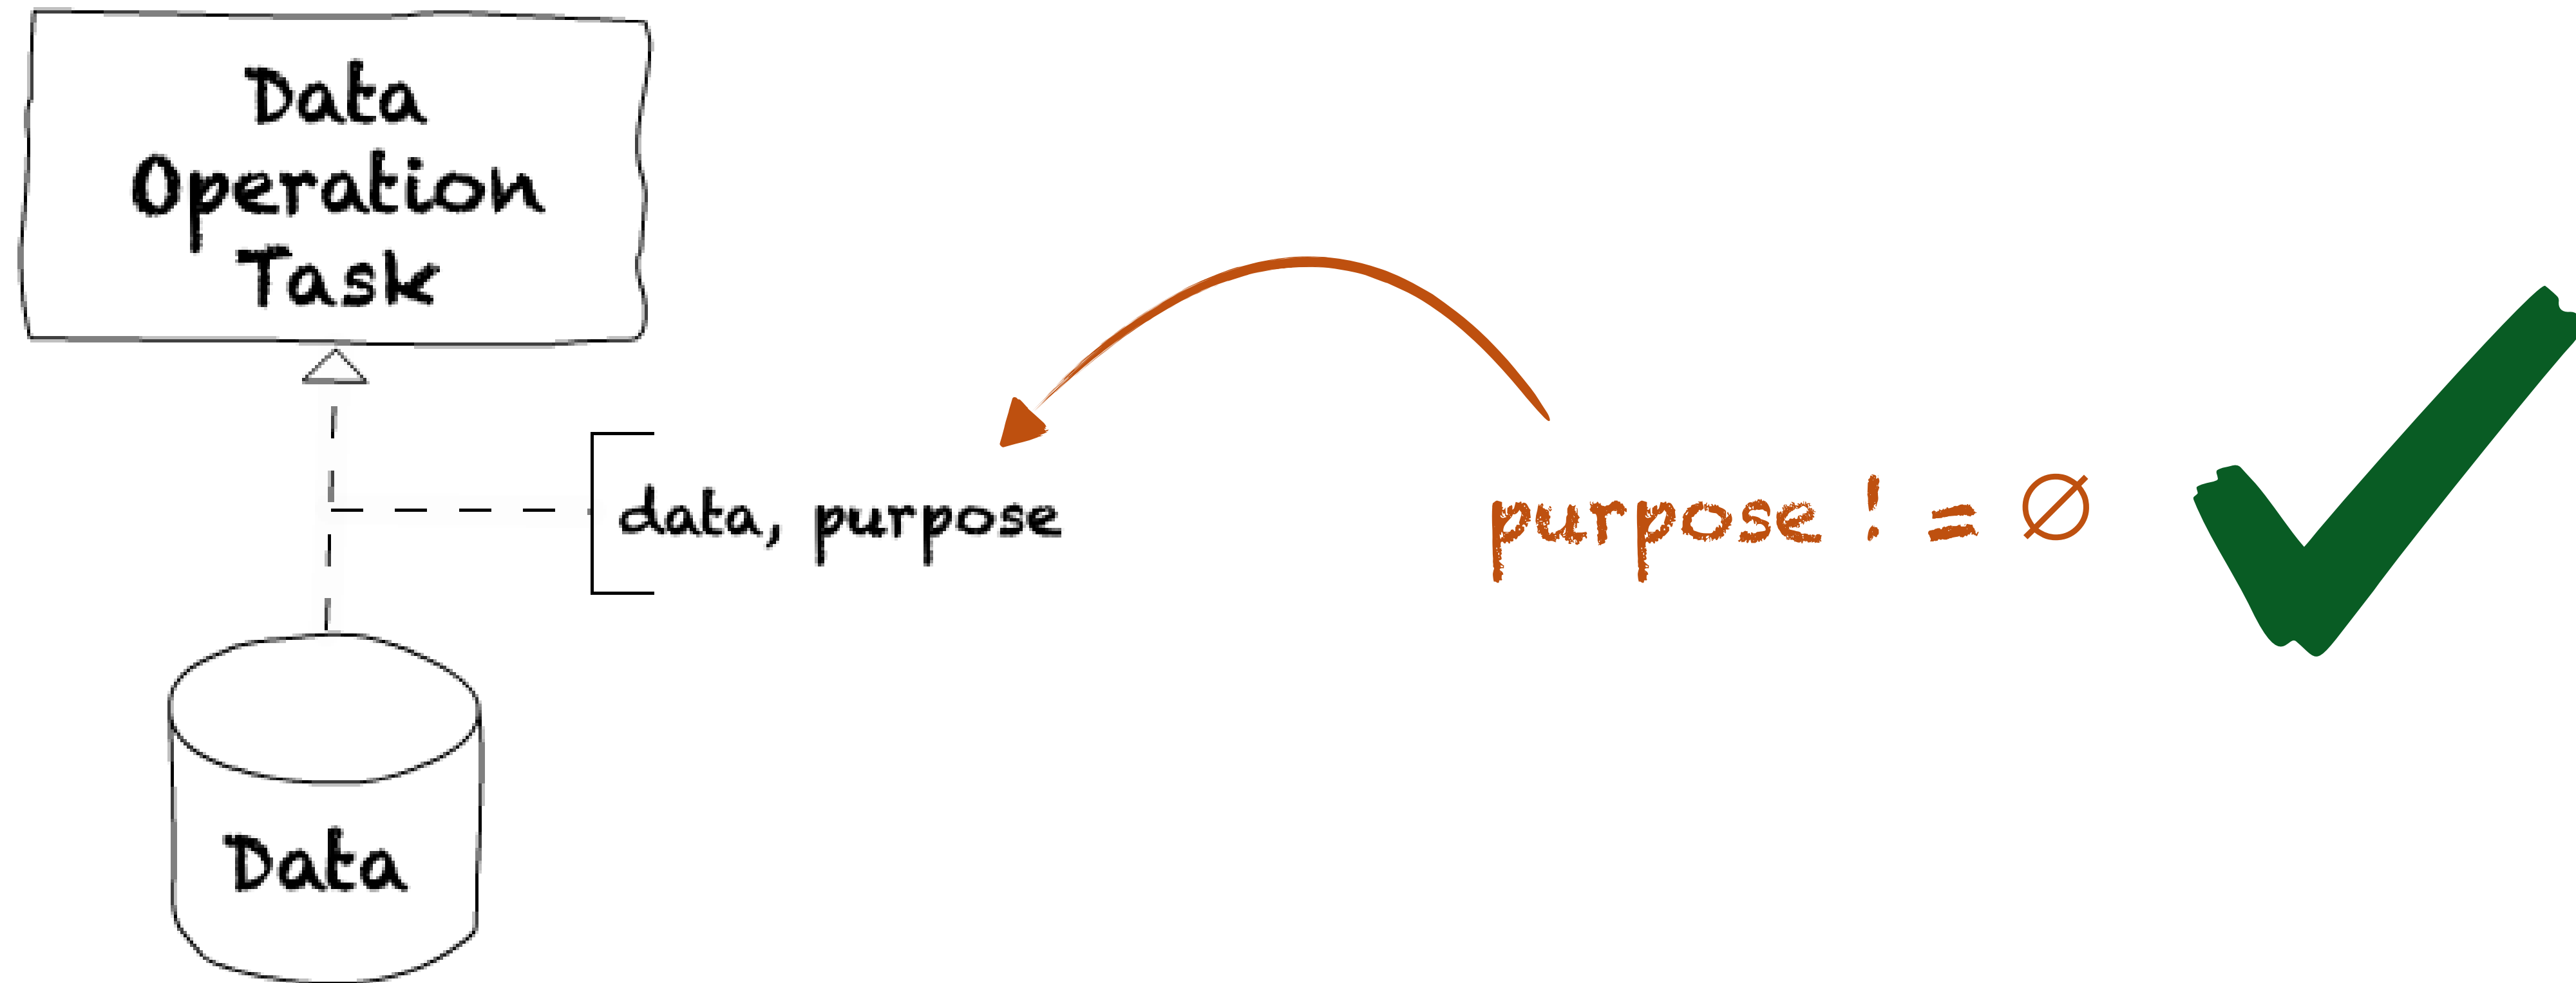 Data
Operation
Task
data, purpose
purpose ! = ∅
Data